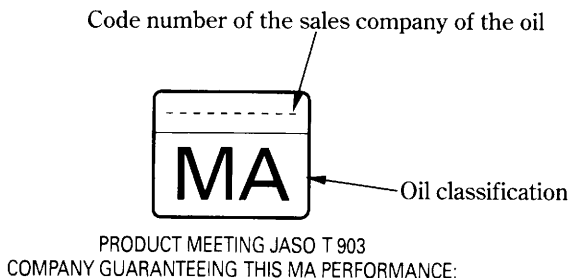 Code number of the sales company of the oil
MA
Oil classification
PRODUCT MEETING JASO T 903
COMPANY GUARANTEEING THIS MA PERFORMANCE: